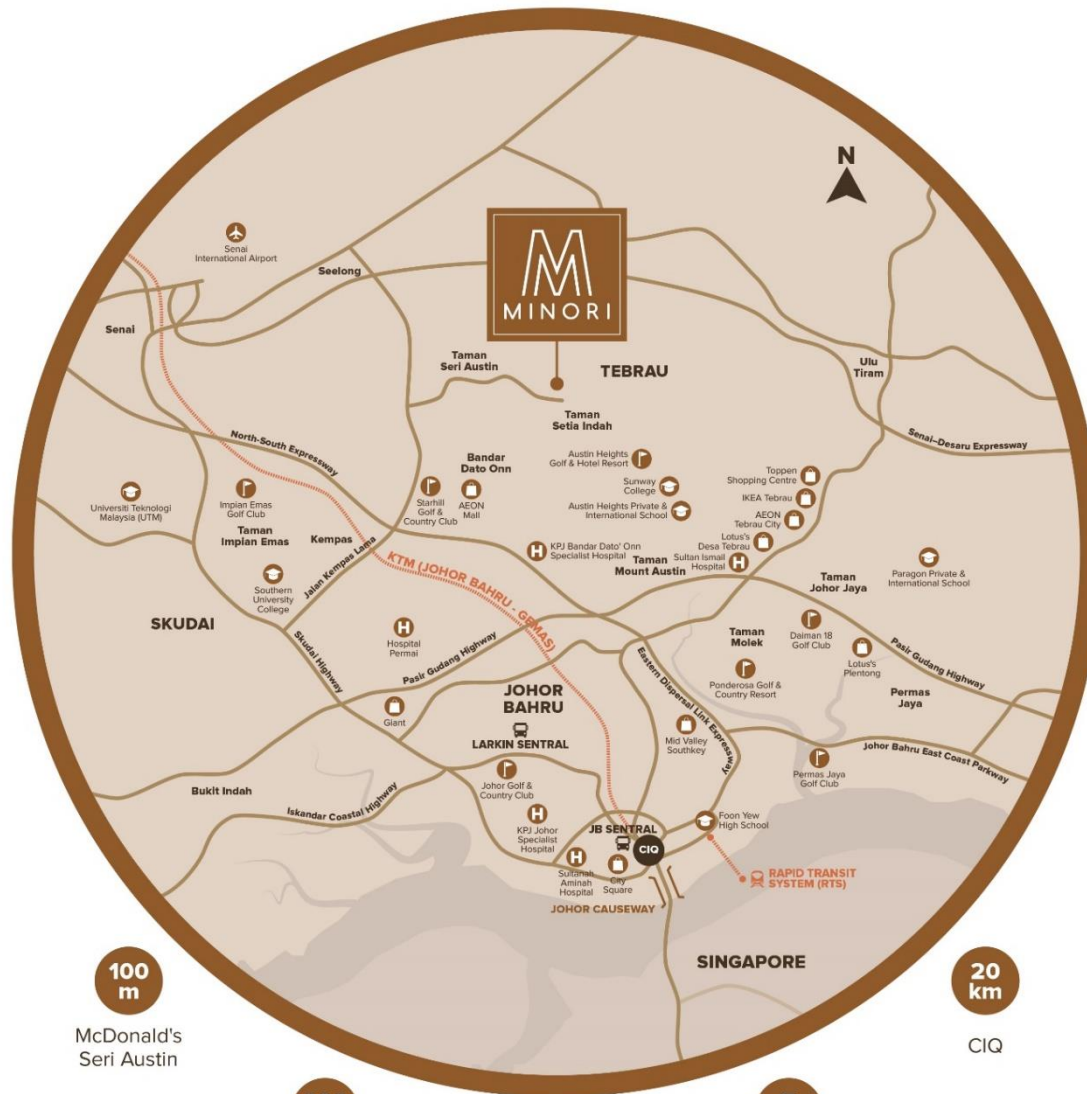 N
Senai
International Airport
Seelong
M
MINORI
Senai
Taman
Seri Austin
TEBRAU
Ulu
Tiram
Taman
Setia Indah
North-South Expressway
Senai–Desaru Expressway
Bandar
Dato Onn
Austin Heights
Golf & Hotel Resort
Toppen
Shopping Centre
Universiti Teknologi
Malaysia (UTM)
Impian Emas
Golf Club
Starhill
Golf &
Country Club
AEON
Mall
Sunway
College
IKEA Tebrau
Austin Heights Private &
International School
AEON
Tebrau City
Taman
Impian Emas
Kempas
Jalan Kempas Lama
KPJ Bandar Dato' Onn
Specialist Hospital
Lotus's
Desa Tebrau
Taman
Mount Austin
Sultan Ismail
Hospital
Paragon Private &
International School
KTM (JOHOR BAHRU - GEMAS)
Southern
University
College
Taman
Johor Jaya
SKUDAI
Skudai Highway
Hospital
Permai
Pasir Gudang Highway
Taman
Molek
Daiman 18
Golf Club
Lotus's
Plentong
Pasir Gudang Highway
Ponderosa Golf &
Country Resort
Permas
Jaya
Eastern Dispersal Link Expressway
JOHOR
BAHRU
Giant
LARKIN SENTRAL
Mid Valley
Southkey
Johor Bahru East Coast Parkway
Permas Jaya
Golf Club
Bukit Indah
Iskandar Coastal Highway
Johor Golf &
Country Club
KPJ Johor
Specialist
Hospital
JB SENTRAL
CIQ
Foon Yew
High School
Sultanah
Aminah
Hospital
City
Square
RAPID TRANSIT
SYSTEM (RTS)
JOHOR CAUSEWAY
SINGAPORE
100
m
McDonald's
Seri Austin
20
km
CIQ